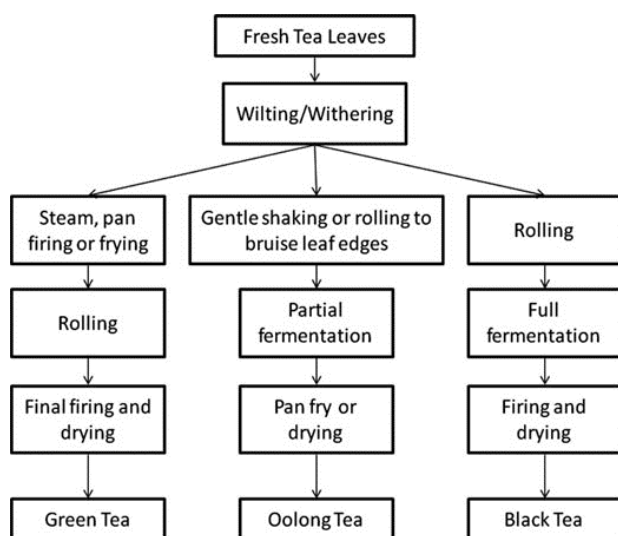 Fresh Tea Leaves
Wilting/Withering
Steam, pan
firing or frying
Gentle shaking or rolling to
bruise leaf edges
Rolling
Rolling
Partial
fermentation
Full
fermentation
Final firing and
drying
Pan fry or
drying
Firing and
drying
Green Tea
Oolong Tea
Black Tea